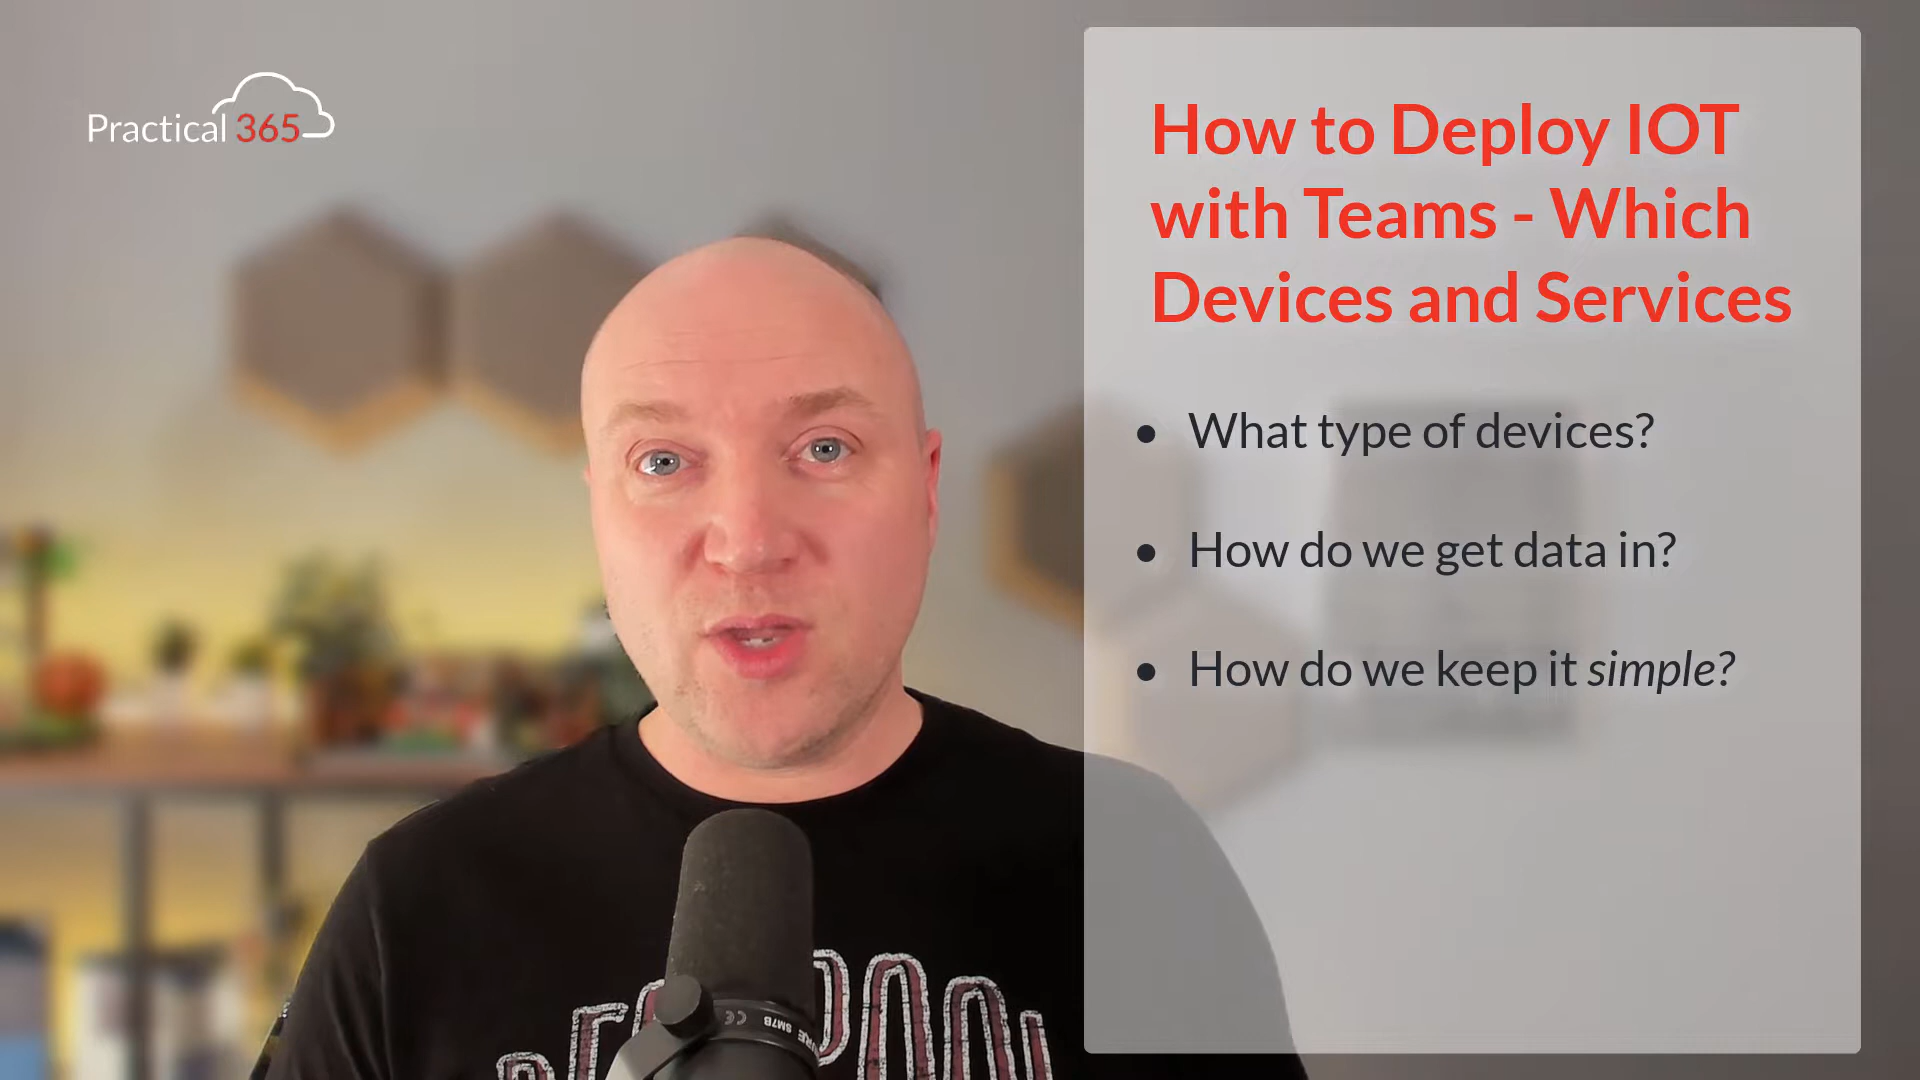 Practical 365
How to Deploy IOT
with Teams - Which
Devices and Services
• What type of devices?
• How do we get data in?
• How do we keep it simple?
SM7B